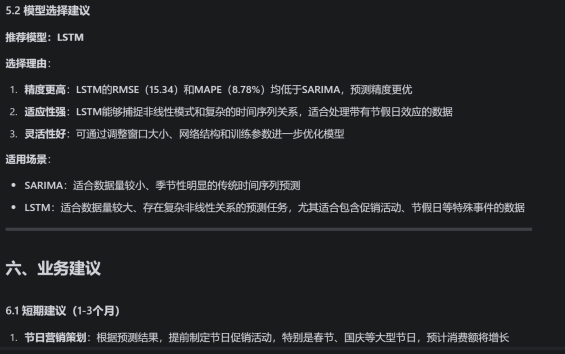 5.2 模型选择建议
推荐模型：LSTM
选择理由：
1. 精度更高：LSTM的RMSE（15.34）和MAPE（8.78%）均低于SARIMA，预测精度更优
2. 适应性强：LSTM能够捕捉非线性模式和复杂的时间序列关系，适合处理带有节假日效应的数据
3. 灵活性好：可通过调整窗口大小、网络结构和训练参数进一步优化模型
适用场景：
• SARIMA：适合数据量较小、季节性明显的传统时间序列预测
• LSTM：适合数据量较大、存在复杂非线性关系的预测任务，尤其适合包含促销活动、节假日等特殊事件的数据
六、业务建议
6.1 短期建议（1-3个月）
1. 节日营销策划：根据预测结果，提前制定节日促销活动，特别是春节、国庆等大型节日，预计消费额将增长